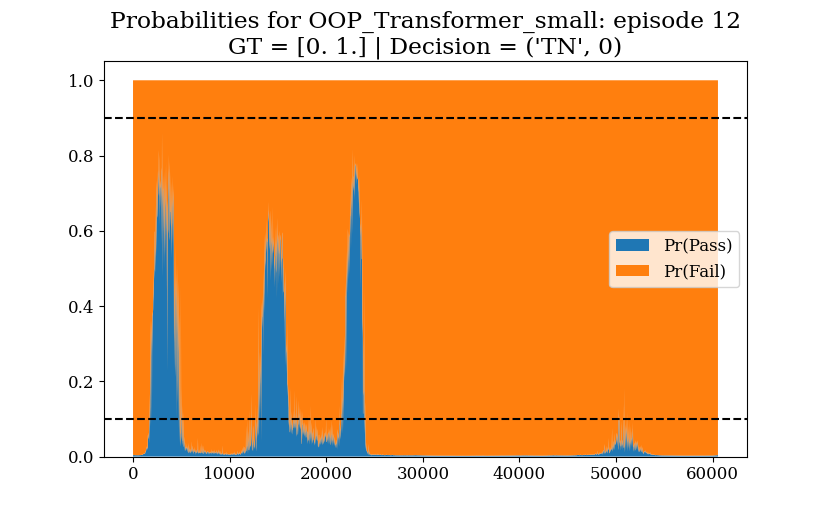 Probabilities for OOP_Transformer_small: episode 12
GT = [0. 1.] | Decision = ('TN', 0)
1.0
0.8
0.6
0.4
0.2
0.0
Pr(Pass)
Pr(Fail)
0 10000 20000 30000 40000 50000 60000